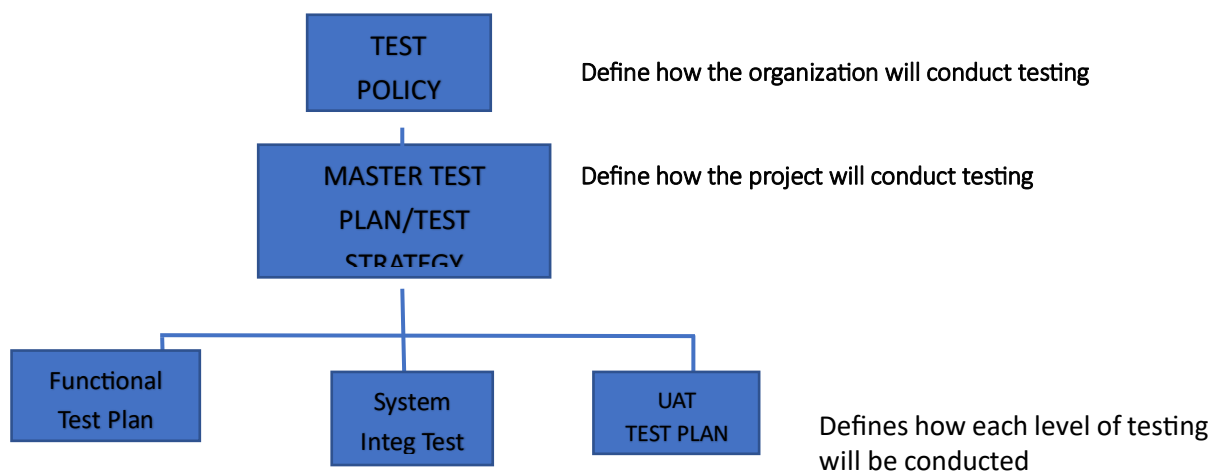 TEST
POLICY
Define how the organization will conduct testing
MASTER TEST
PLAN/TEST
STRATEGY
Define how the project will conduct testing
Functional
Test Plan
System
Integ Test
UAT
TEST PLAN
Defines how each level of testing
will be conducted